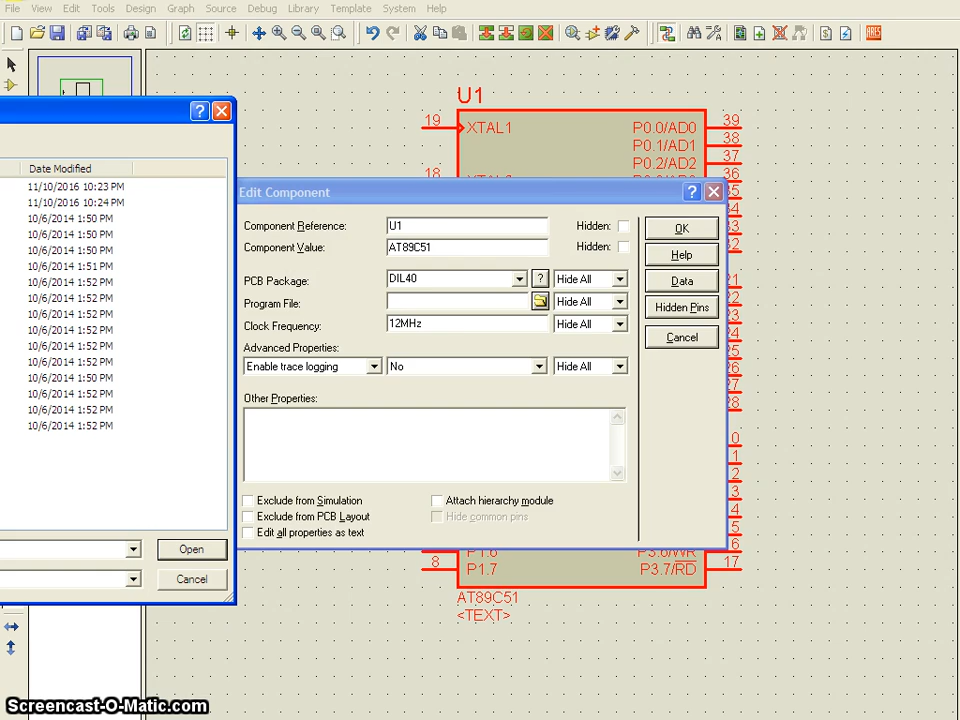 File View Edit Tools Design Graph Source Debug Library Template System Help
ARES
U1
19 XTAL1 P0.0/AD0 39
P0.1/AD1 38
P0.2/AD2 37
18 36
? X
Date Modified
11/10/2016 10:23 PM
11/10/2016 10:24 PM
10/6/2014 1:50 PM
10/6/2014 1:50 PM
10/6/2014 1:50 PM
10/6/2014 1:51 PM
10/6/2014 1:52 PM
10/6/2014 1:52 PM
10/6/2014 1:52 PM
10/6/2014 1:52 PM
10/6/2014 1:52 PM
10/6/2014 1:52 PM
10/6/2014 1:50 PM
10/6/2014 1:52 PM
10/6/2014 1:52 PM
10/6/2014 1:52 PM
Open
Cancel
Edit Component ? X
Component Reference: U1 Hidden:
Component Value: AT89C51 Hidden:
PCB Package: DIL40 ? Hide All
Program File: Hide All
Clock Frequency: 12MHz Hide All
Advanced Properties:
Enable trace logging No Hide All
Other Properties:
Exclude from Simulation Attach hierarchy module
Exclude from PCB Layout Hide common pins
Edit all properties as text
OK
Help
Data
Hidden Pins
Cancel
P1.6 P3.6/WR
8 P1.7 P3.7/RD 17
AT89C51
<TEXT>
Screencast-O-Matic.com